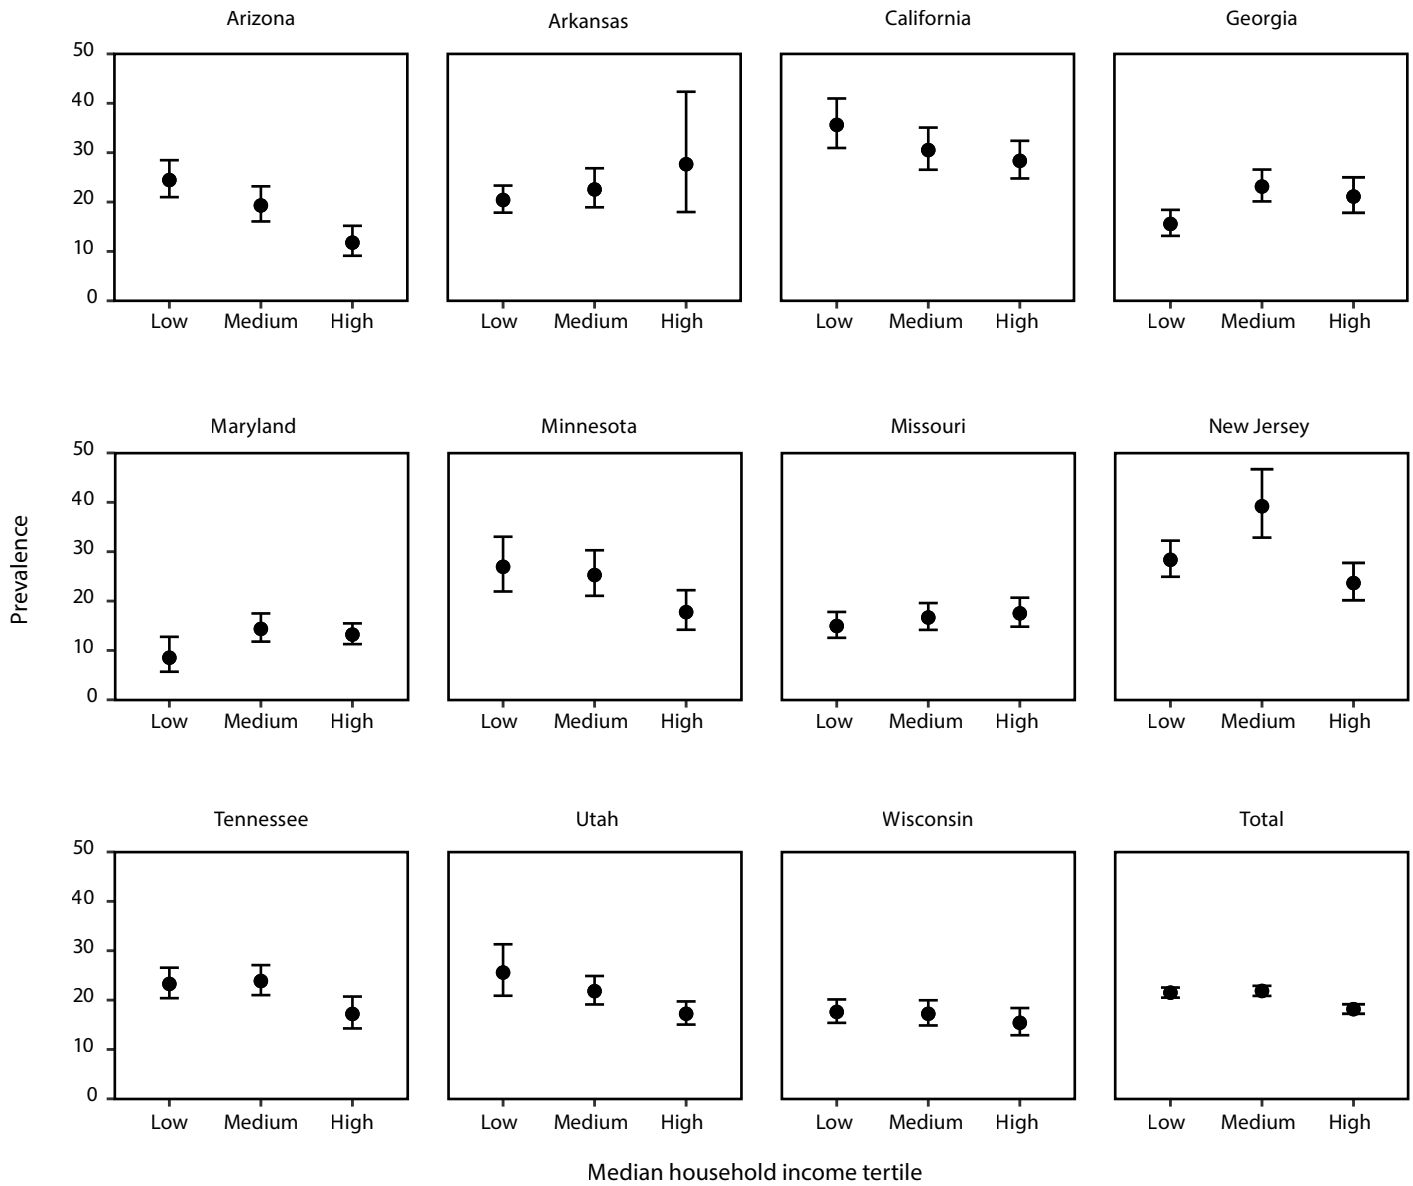 Arizona Arkansas California Georgia
50
40
30
20
10
0
Low Medium High Low Medium High Low Medium High Low Medium High
Maryland Minnesota Missouri New Jersey
50
40
30
20
10
0
Low Medium High Low Medium High Low Medium High Low Medium High
Prevalence
Tennessee Utah Wisconsin Total
50
40
30
20
10
0
Low Medium High Low Medium High Low Medium High Low Medium High
Median household income tertile